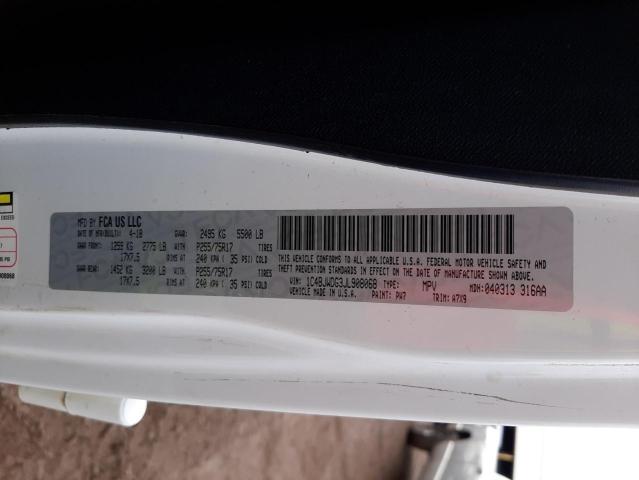 MFD BY FCA US LLC
DATE OF MFR(BUILT): 4-18 GVWR: 2495 KG 5500 LB
GAWR FRONT: 1259 KG 2775 LB WITH P255/75R17 TIRES
17X7.5 RIMS AT 240 KPA ( 35 PSI) COLD
GAWR REAR: 1452 KG 3200 LB WITH P255/75R17 TIRES
17X7.5 RIMS AT 240 KPA ( 35 PSI) COLD
THIS VEHICLE CONFORMS TO ALL APPLICABLE U.S.A. FEDERAL MOTOR VEHICLE SAFETY AND
THEFT PREVENTION STANDARDS IN EFFECT ON THE DATE OF MANUFACTURE SHOWN ABOVE.
VIN: 1C4BJWDG3JL908068 TYPE: MPV MDH: 040313 316AA
VEHICLE MADE IN U.S.A. PAINT: PW7 TRIM: A7X9
EXCEED